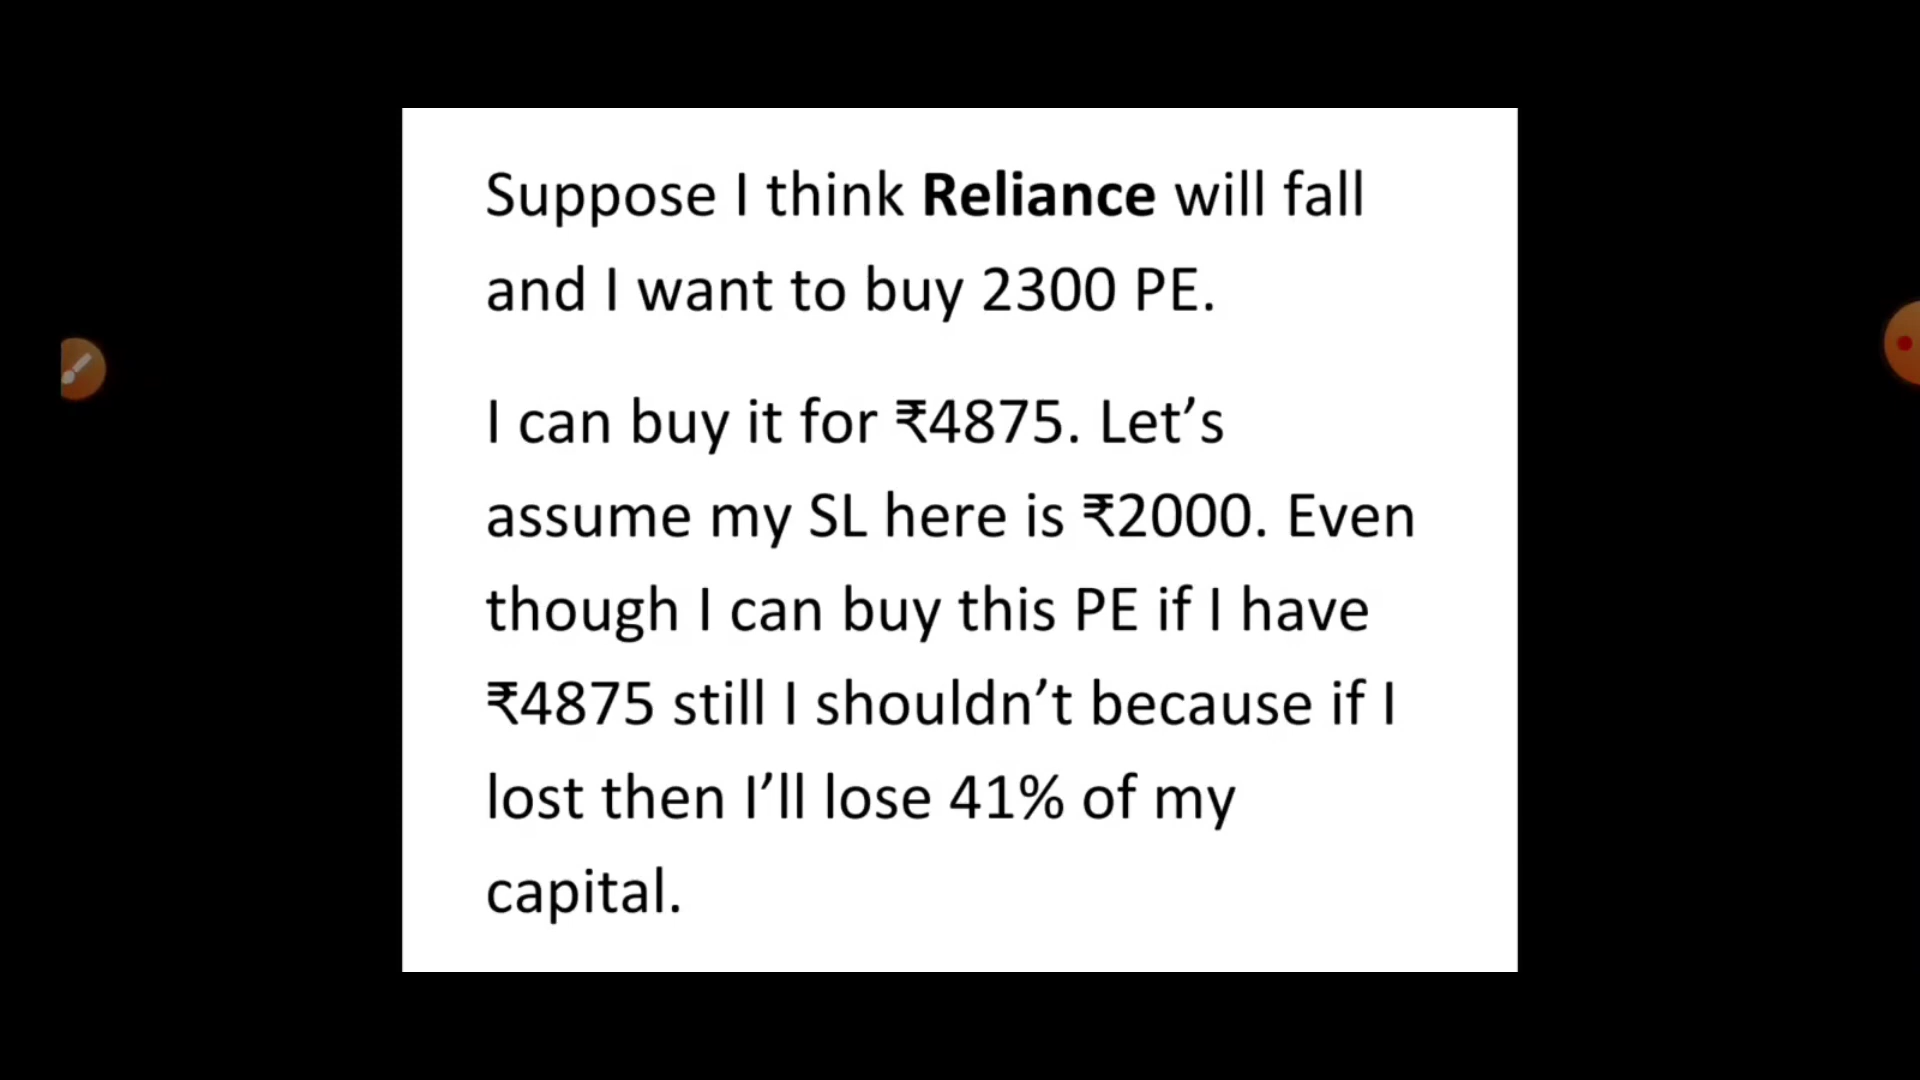 Suppose I think Reliance will fall
and I want to buy 2300 PE.
I can buy it for ₹4875. Let’s
assume my SL here is ₹2000. Even
though I can buy this PE if I have
₹4875 still I shouldn’t because if I
lost then I’ll lose 41% of my
capital.